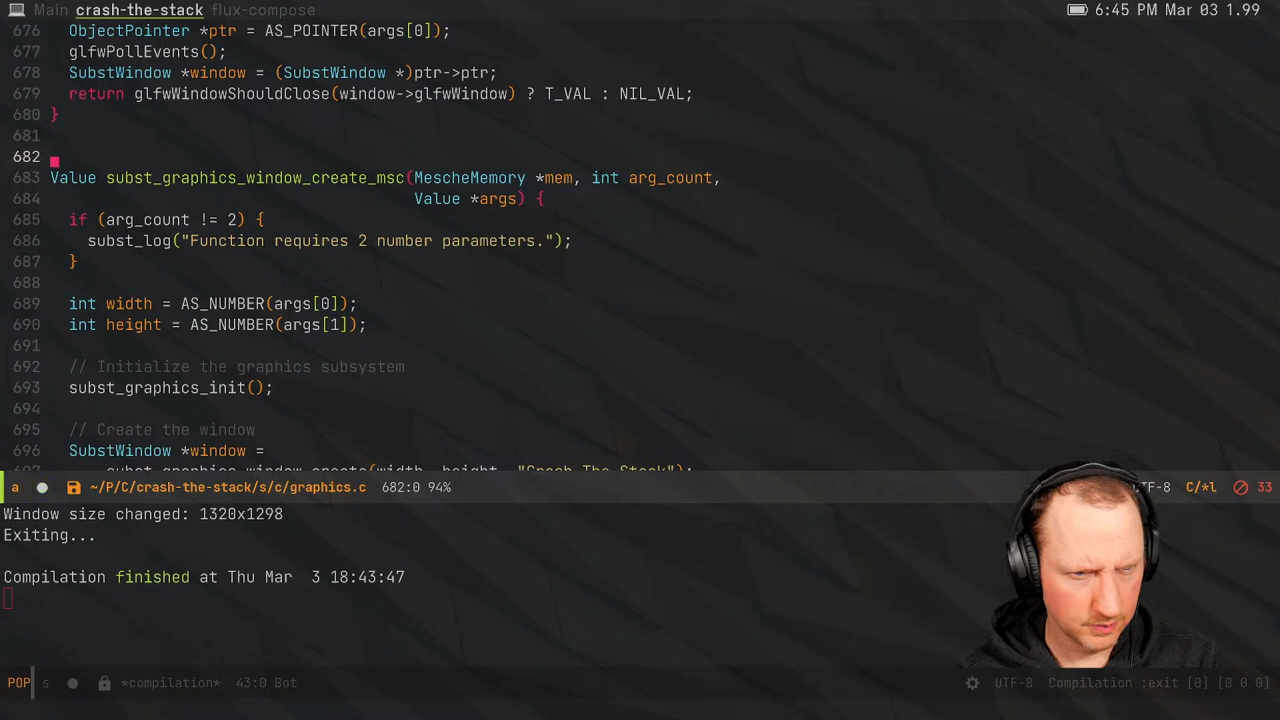 Main crash-the-stack flux-compose 6:45 PM Mar 03 1.99
676 ObjectPointer *ptr = AS_POINTER(args[0]);
677 glfwPollEvents();
678 SubstWindow *window = (SubstWindow *)ptr->ptr;
679 return glfwWindowShouldClose(window->glfwWindow) ? T_VAL : NIL_VAL;
680 }
681
682
683 Value subst_graphics_window_create_msc(MescheMemory *mem, int arg_count,
684 Value *args) {
685 if (arg_count != 2) {
686 subst_log("Function requires 2 number parameters.");
687 }
688
689 int width = AS_NUMBER(args[0]);
690 int height = AS_NUMBER(args[1]);
691
692 // Initialize the graphics subsystem
693 subst_graphics_init();
694
695 // Create the window
696 SubstWindow *window =
697 subst_graphics_window_create(width, height, "Crash The Stack");
a ~/P/C/crash-the-stack/s/c/graphics.c 682:0 94% C/*l 33
Window size changed: 1320x1298
Exiting...
Compilation finished at Thu Mar 3 18:43:47
POP s *compilation* 43:0 Bot UTF-8 Compilation :exit [0] [0 0 0]